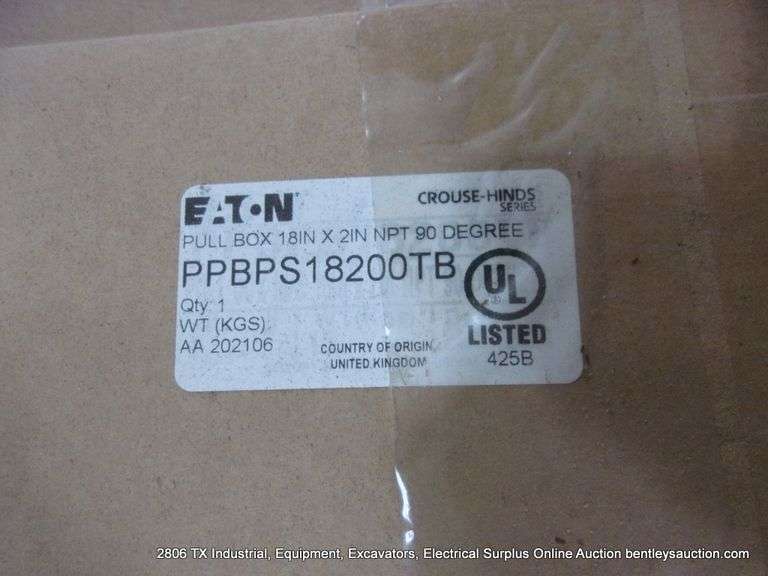 EATON
CROUSE-HINDS
SERIES
PULL BOX 18IN X 2IN NPT 90 DEGREE
PPBPS18200TB
UL
Qty: 1
WT (KGS)
LISTED
AA 202106
COUNTRY OF ORIGIN
UNITED KINGDOM
425B
2806 TX Industrial, Equipment, Excavators, Electrical Surplus Online Auction bentleysauction.com